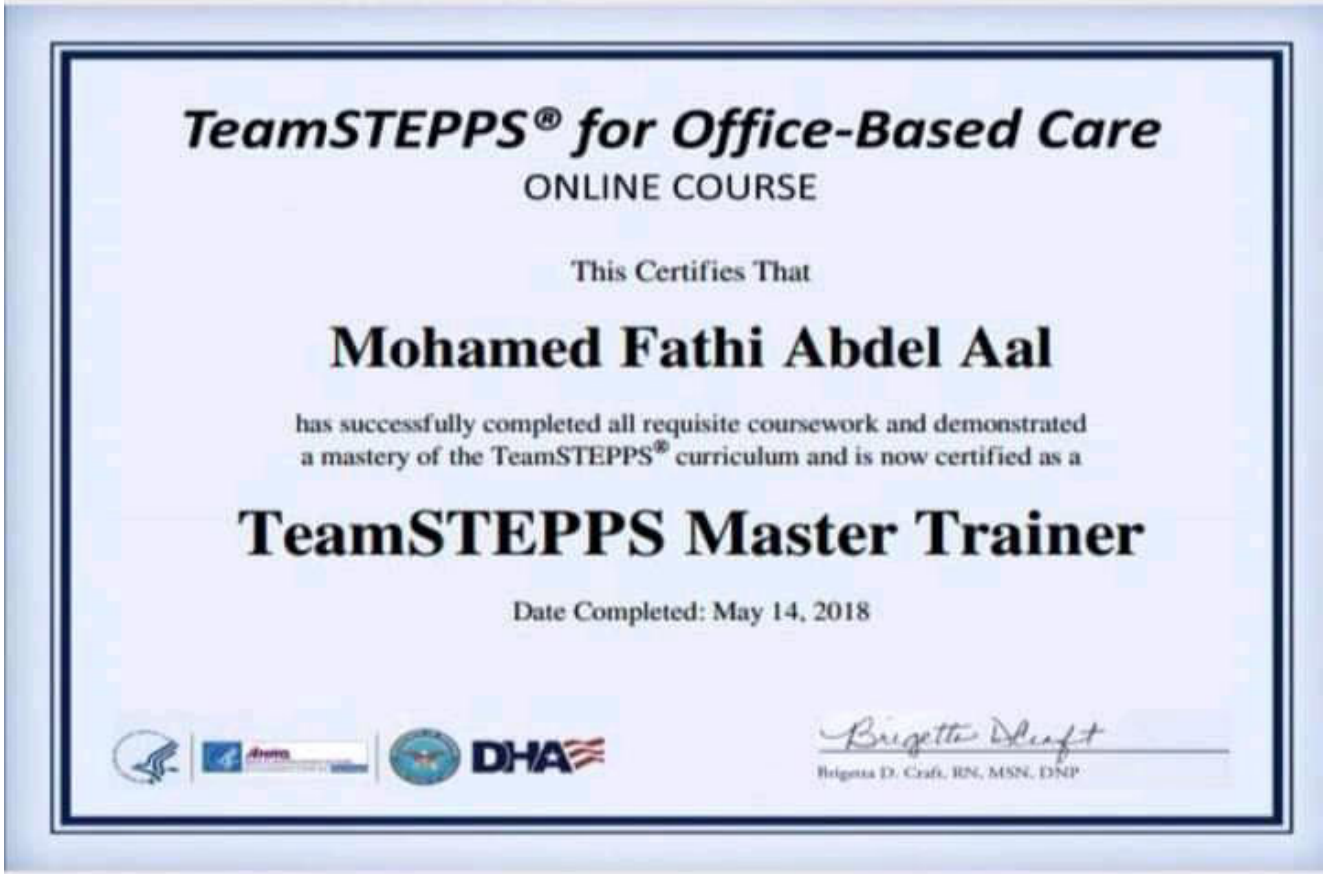 TeamSTEPPS® for Office-Based Care
ONLINE COURSE
This Certifies That
Mohamed Fathi Abdel Aal
has successfully completed all requisite coursework and demonstrated
a mastery of the TeamSTEPPS® curriculum and is now certified as a
TeamSTEPPS Master Trainer
Date Completed: May 14, 2018
AHRQ
DHA
Brigetta D. Craft, RN, MSN, DNP